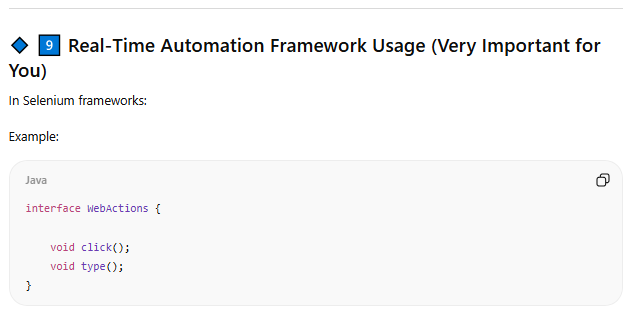 🔷 9️⃣ Real-Time Automation Framework Usage (Very Important for
You)
In Selenium frameworks:
Example:
Java
interface WebActions {
    void click();
    void type();
}